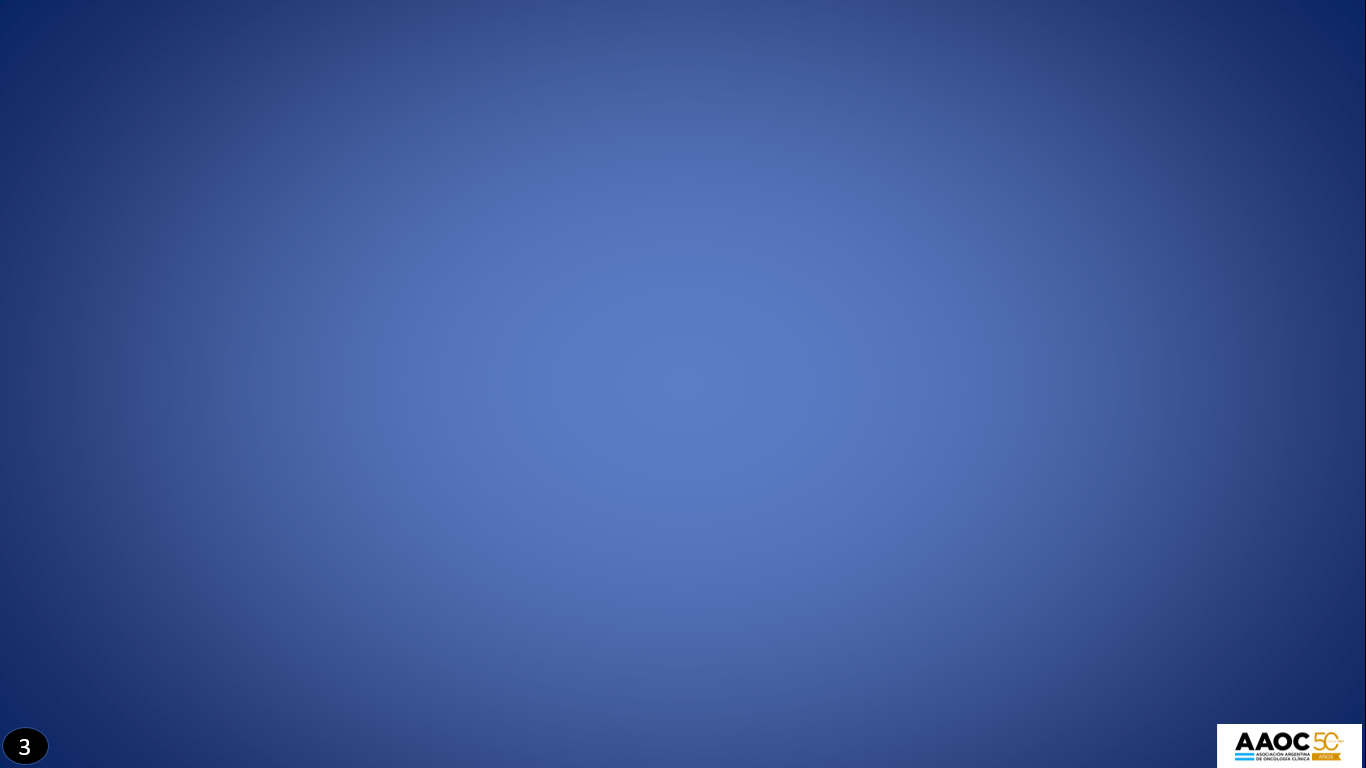 3
AAOC 50
ASOCIACIÓN ARGENTINA
DE ONCOLOGÍA CLÍNICA
AÑOS